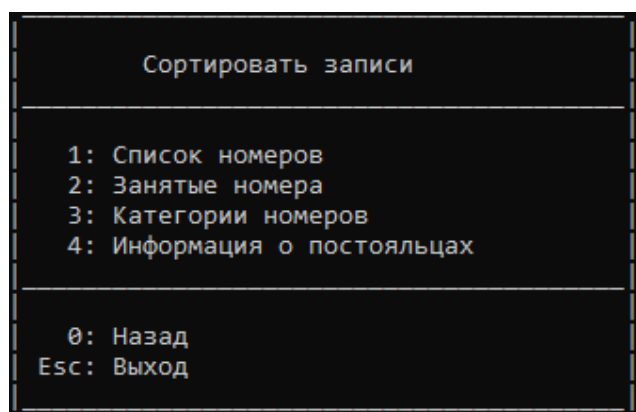 Сортировать записи
1: Список номеров
2: Занятые номера
3: Категории номеров
4: Информация о постояльцах
0: Назад
Esc: Выход